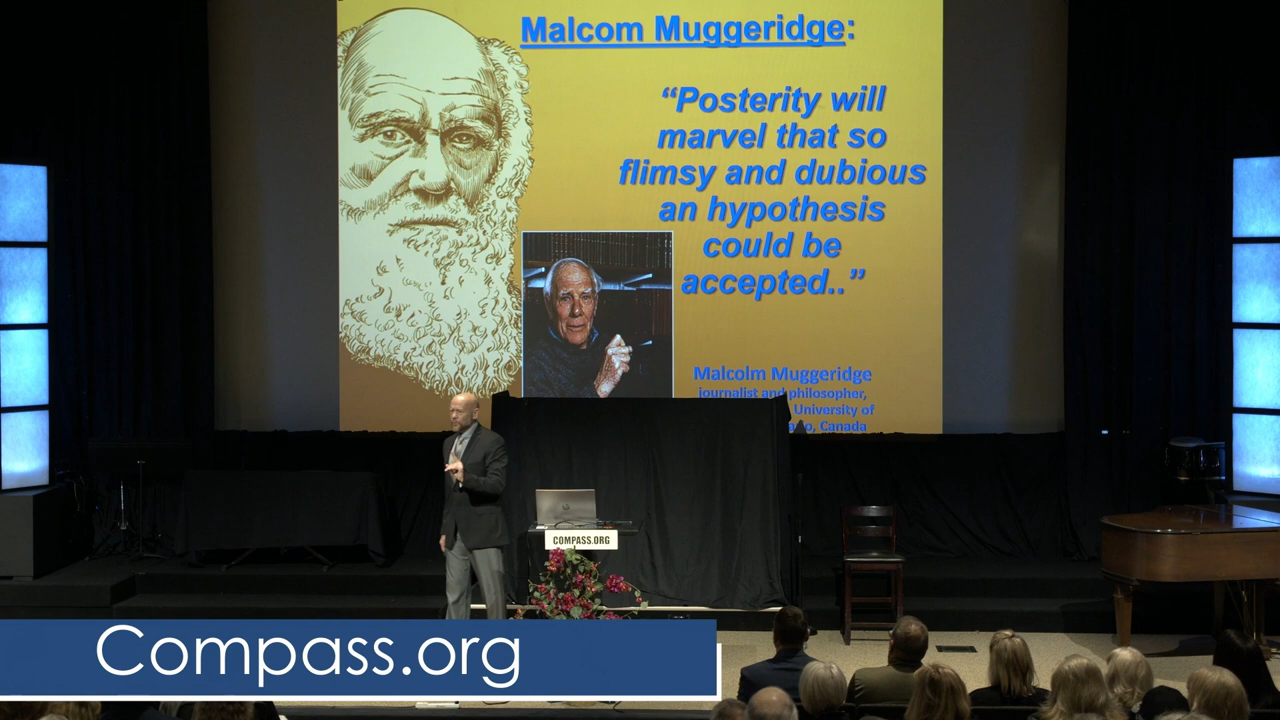 Malcom Muggeridge:
“Posterity will
marvel that so
flimsy and dubious
an hypothesis
could be
accepted..”
Malcolm Muggeridge
journalist and philosopher,
University of
Canada
COMPASS.ORG
Compass.org